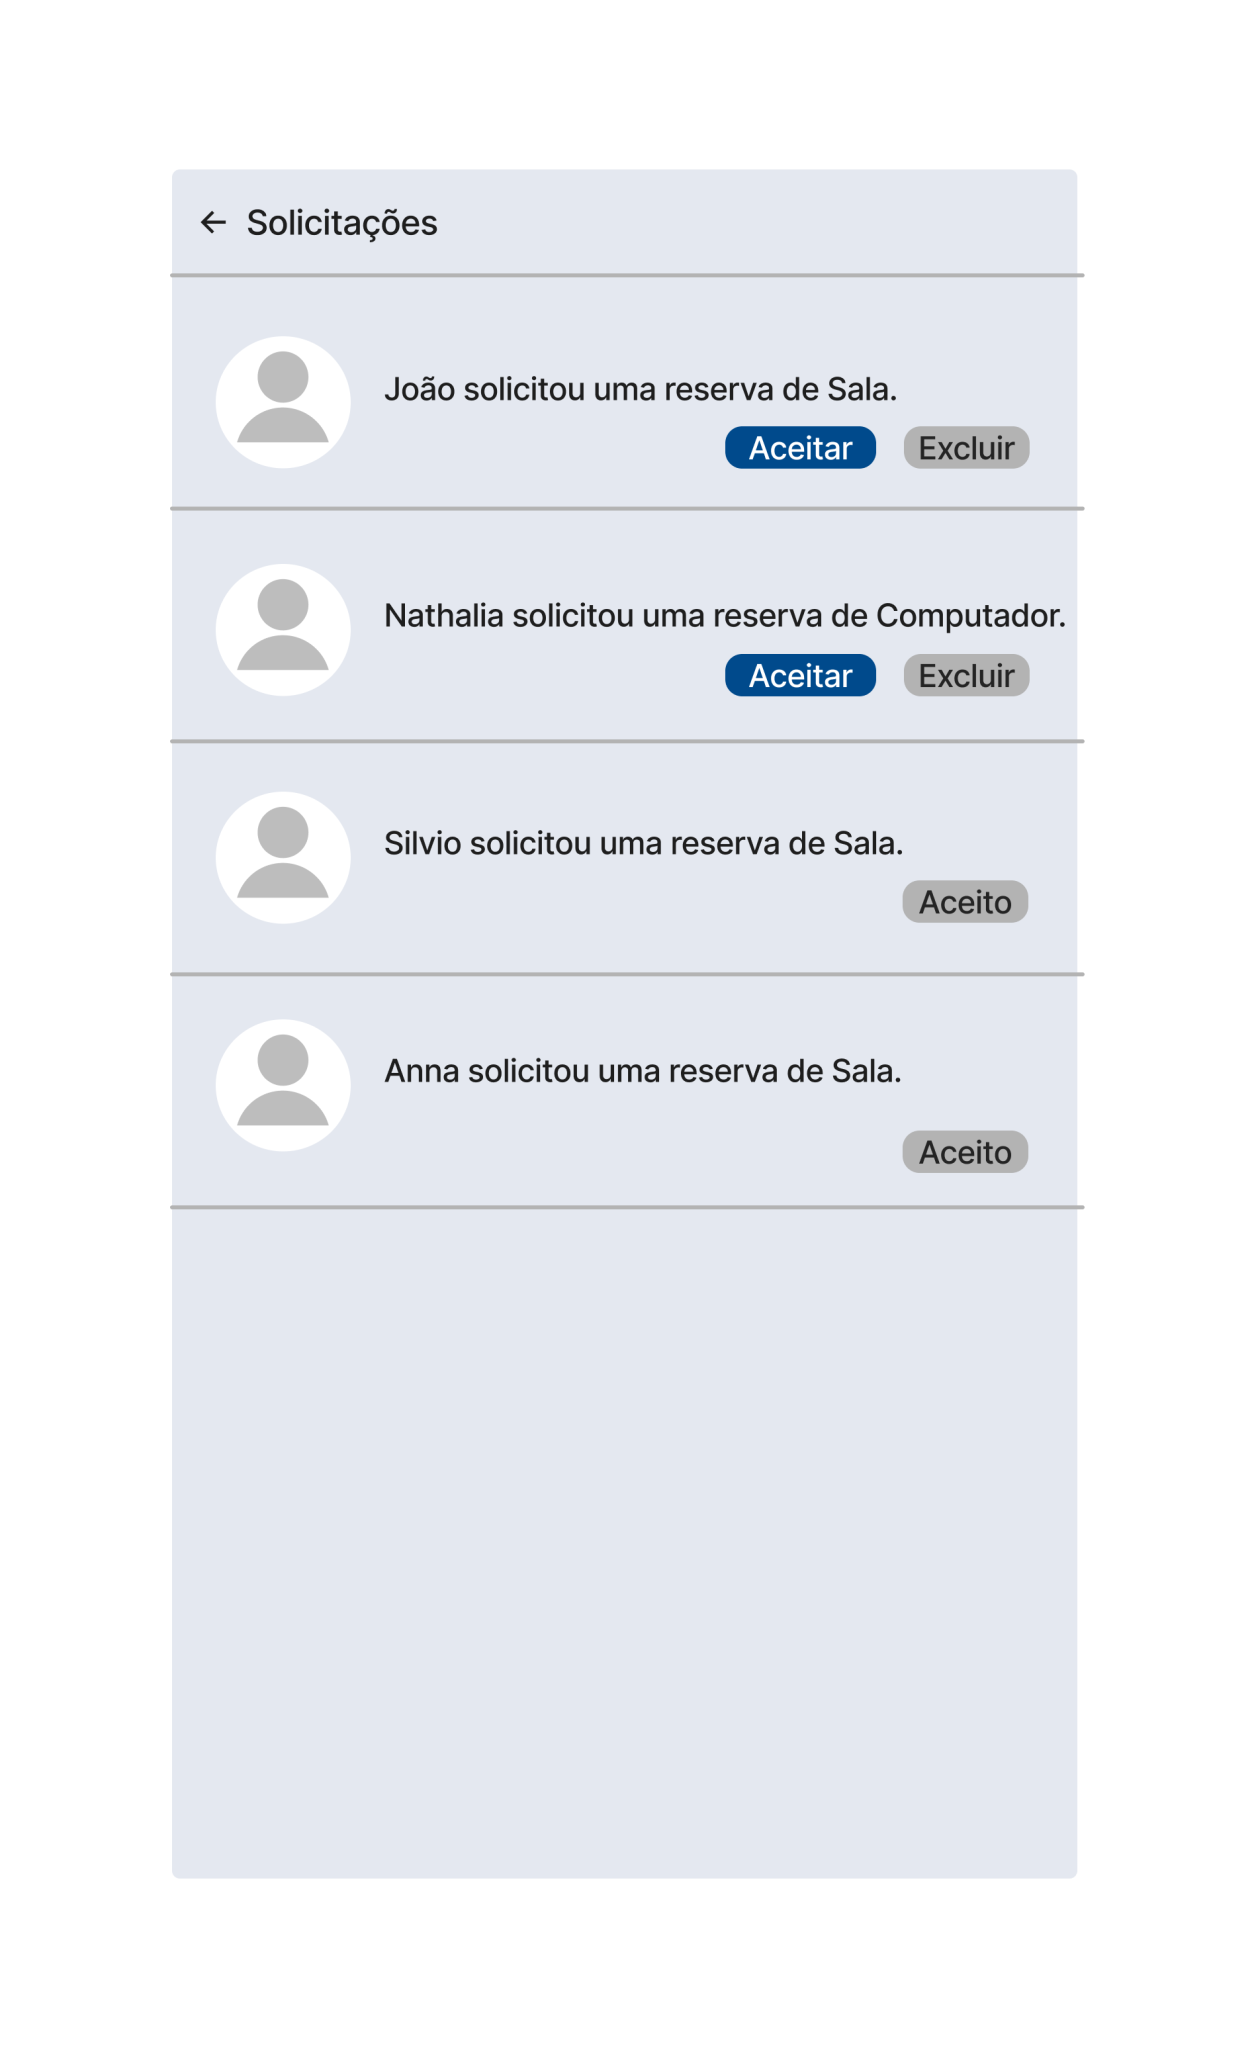 Solicitações
João solicitou uma reserva de Sala.
Aceitar Excluir
Nathalia solicitou uma reserva de Computador.
Aceitar Excluir
Silvio solicitou uma reserva de Sala.
Aceito
Anna solicitou uma reserva de Sala.
Aceito